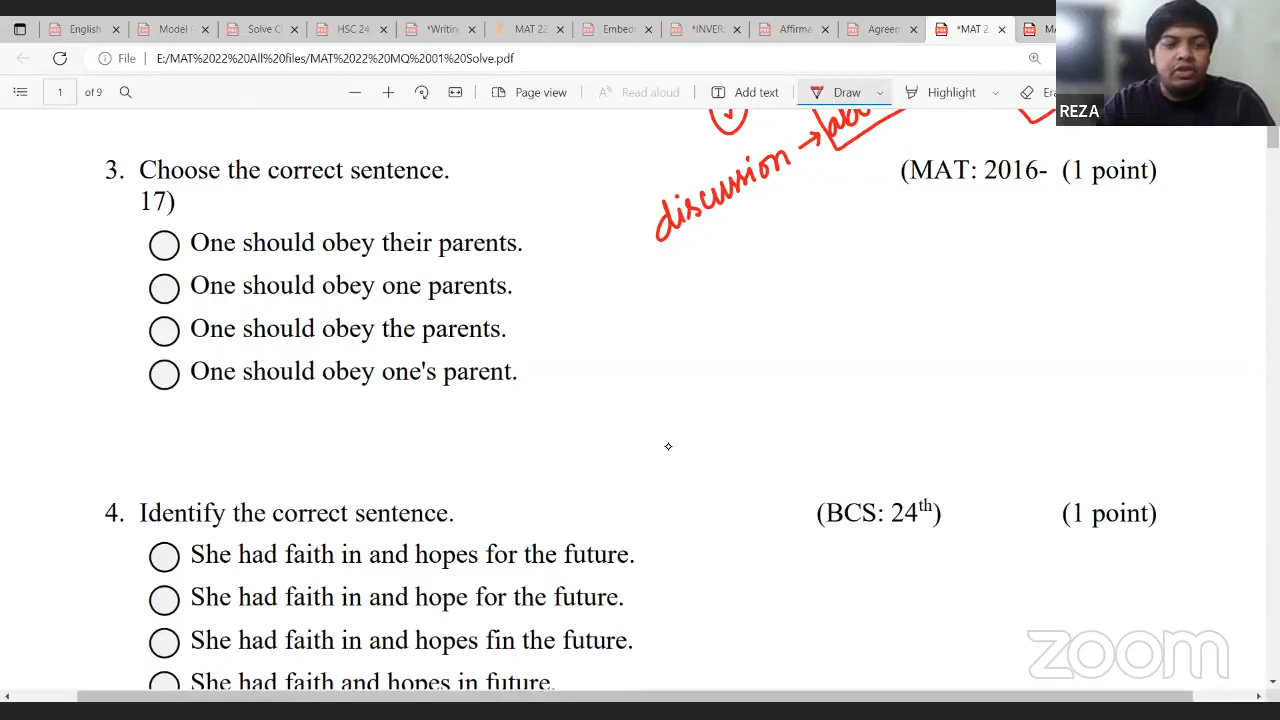 English
Model
Solve C
HSC 24
*Writin
MAT 22
Embed
*INVER
Affirma
Agreem
*MAT 2
File E:/MAT%2022%20All%20files/MAT%2022%20MQ%2001%20Solve.pdf
1 of 9 Page view Read aloud Add text Draw Highlight
REZA
discussion →
3. Choose the correct sentence. (MAT: 2016- (1 point)
17)
One should obey their parents.
One should obey one parents.
One should obey the parents.
One should obey one's parent.
4. Identify the correct sentence. (BCS: 24th) (1 point)
She had faith in and hopes for the future.
She had faith in and hope for the future.
She had faith in and hopes fin the future.
She had faith and hopes in future.
zoom